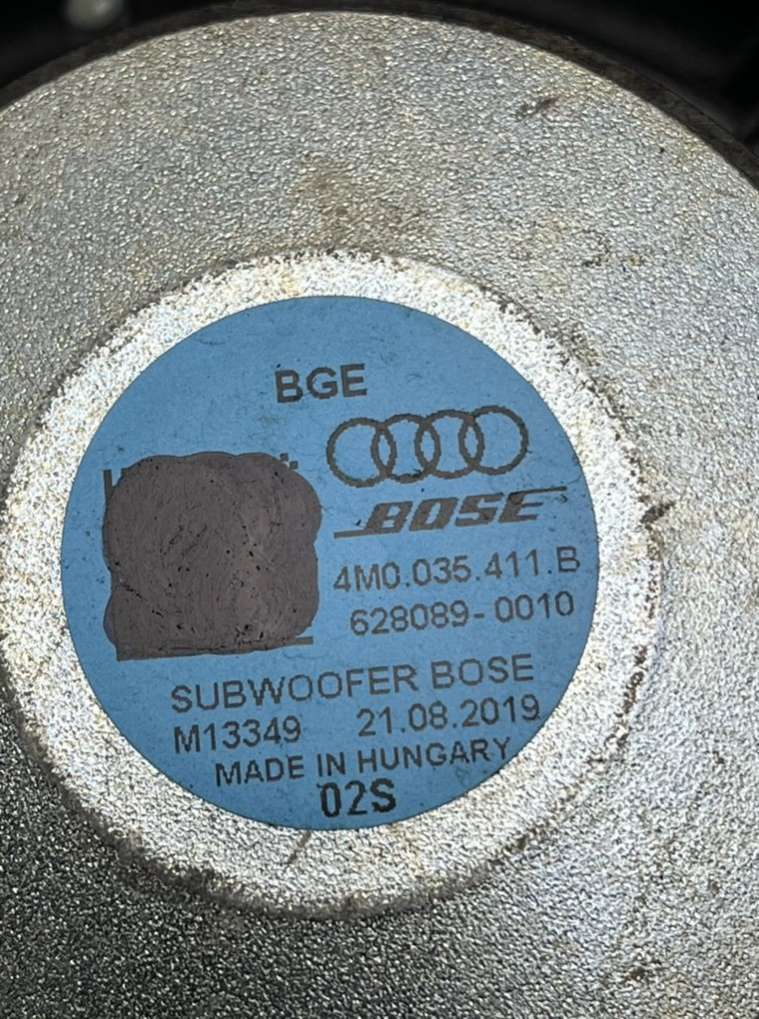 BGE
BOSE
4M0.035.411.B
628089-0010
SUBWOOFER BOSE
M13349 21.08.2019
MADE IN HUNGARY
02S